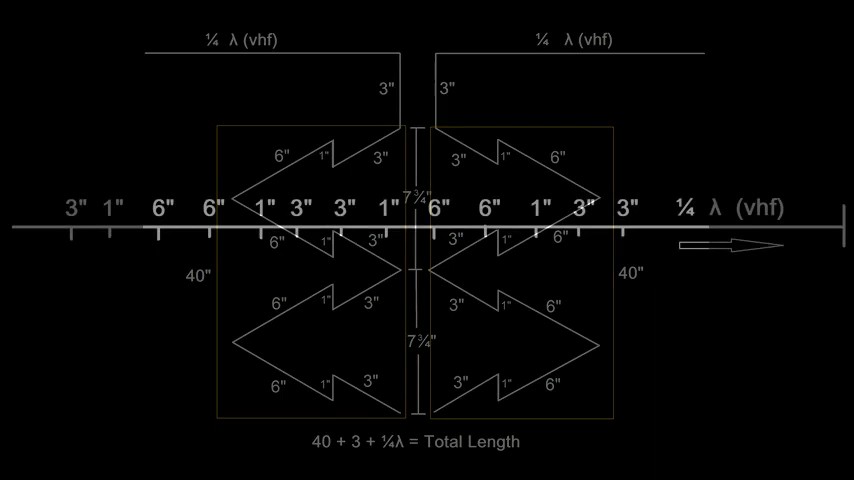 ¼ λ (vhf) ¼ λ (vhf)
3" 3"
6" 1" 3" 3" 1" 6"
7¾"
3" 1" 6" 6" 1" 3" 3" 1" 6" 6" 1" 3" 3" ¼ λ (vhf)
6" 1" 3" 3" 1" 6"
40" 40"
6" 1" 3" 3" 1" 6"
7¾"
6" 1" 3" 3" 1" 6"
40 + 3 + ¼λ = Total Length